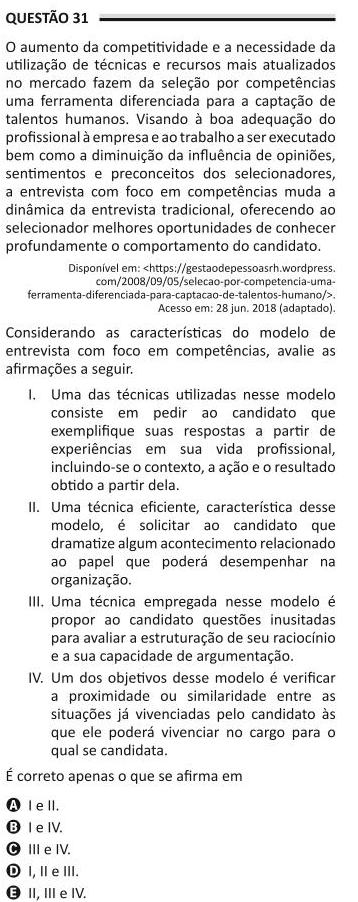 QUESTÃO 31
O aumento da competitividade e a necessidade da
utilização de técnicas e recursos mais atualizados
no mercado fazem da seleção por competências
uma ferramenta diferenciada para a captação de
talentos humanos. Visando à boa adequação do
profissional à empresa e ao trabalho a ser executado
bem como a diminuição da influência de opiniões,
sentimentos e preconceitos dos selecionadores,
a entrevista com foco em competências muda a
dinâmica da entrevista tradicional, oferecendo ao
selecionador melhores oportunidades de conhecer
profundamente o comportamento do candidato.
Disponível em: <https://gestaodepessoasrh.wordpress.
com/2008/09/05/selecao-por-competencia-uma-
ferramenta-diferenciada-para-captacao-de-talentos-humano/>.
Acesso em: 28 jun. 2018 (adaptado).
Considerando as características do modelo de
entrevista com foco em competências, avalie as
afirmações a seguir.
I. Uma das técnicas utilizadas nesse modelo
consiste em pedir ao candidato que
exemplifique suas respostas a partir de
experiências em sua vida profissional,
incluindo-se o contexto, a ação e o resultado
obtido a partir dela.
II. Uma técnica eficiente, característica desse
modelo, é solicitar ao candidato que
dramatize algum acontecimento relacionado
ao papel que poderá desempenhar na
organização.
III. Uma técnica empregada nesse modelo é
propor ao candidato questões inusitadas
para avaliar a estruturação de seu raciocínio
e a sua capacidade de argumentação.
IV. Um dos objetivos desse modelo é verificar
a proximidade ou similaridade entre as
situações já vivenciadas pelo candidato às
que ele poderá vivenciar no cargo para o
qual se candidata.
É correto apenas o que se afirma em
A I e II.
B I e IV.
C III e IV.
D I, II e III.
E II, III e IV.